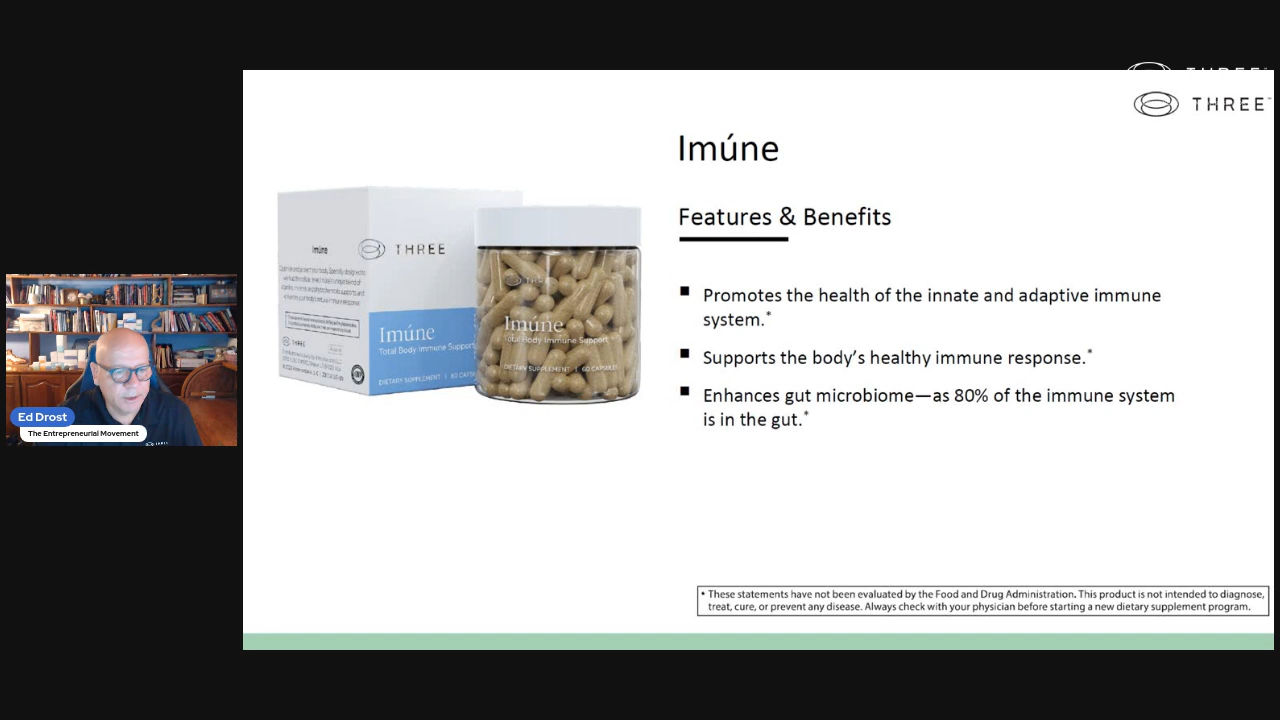 THREE™
THREE™
Imúne
Features & Benefits
Promotes the health of the innate and adaptive immune
system.*
Supports the body's healthy immune response.*
Enhances gut microbiome—as 80% of the immune system
is in the gut.*
Imúne
THREE
Imúne
Total Body Immune Support
DIETARY SUPPLEMENT | 60
THREE
THREE
Imúne
Total Body Immune Support
DIETARY SUPPLEMENT | 60 CAPSULES
Ed Drost
The Entrepreneurial Movement
* These statements have not been evaluated by the Food and Drug Administration. This product is not intended to diagnose,
treat, cure, or prevent any disease. Always check with your physician before starting a new dietary supplement program.